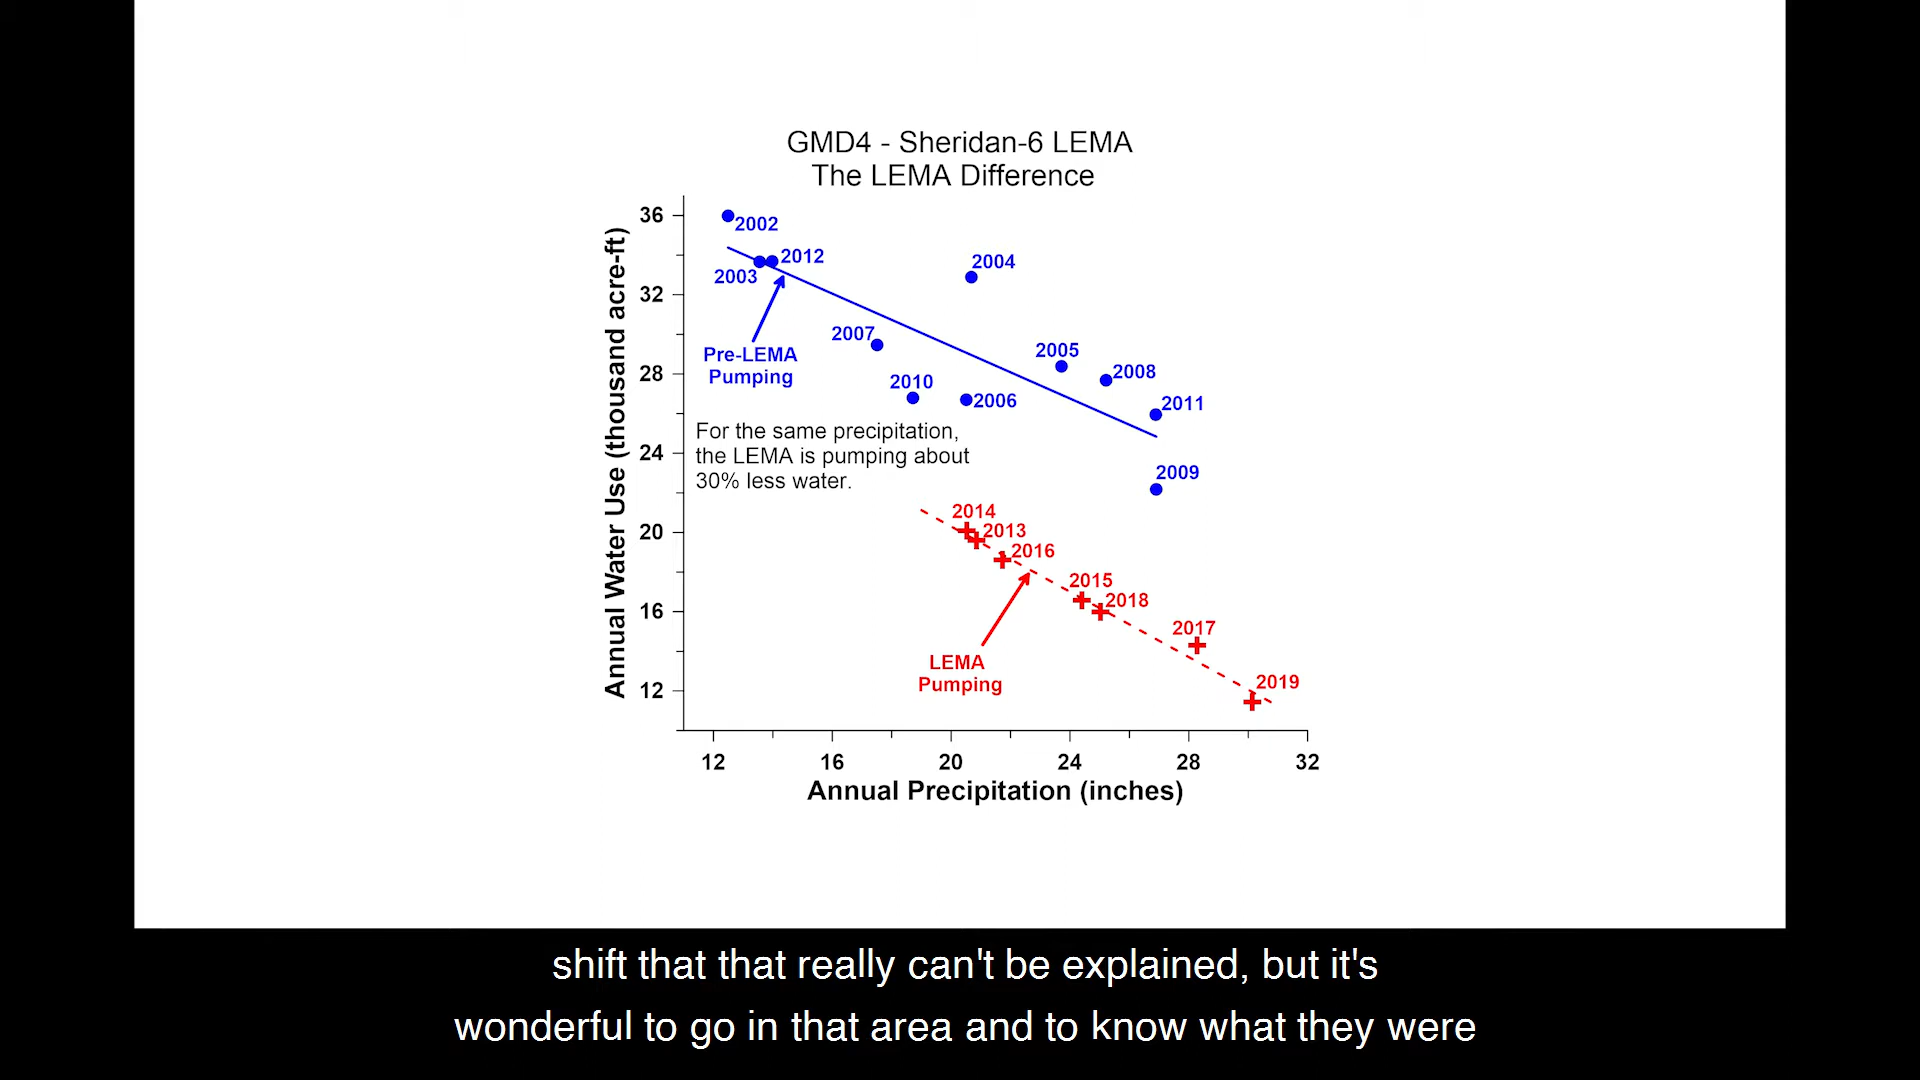 GMD4 - Sheridan-6 LEMA
The LEMA Difference
36
32
28
24
20
16
12
Annual Water Use (thousand acre-ft)
2002
2012
2003
2004
2007
2005
2008
2010
2006
2011
2009
Pre-LEMA
Pumping
For the same precipitation,
the LEMA is pumping about
30% less water.
2014
2013
2016
2015
2018
2017
2019
LEMA
Pumping
12 16 20 24 28 32
Annual Precipitation (inches)
shift that that really can't be explained, but it's
wonderful to go in that area and to know what they were